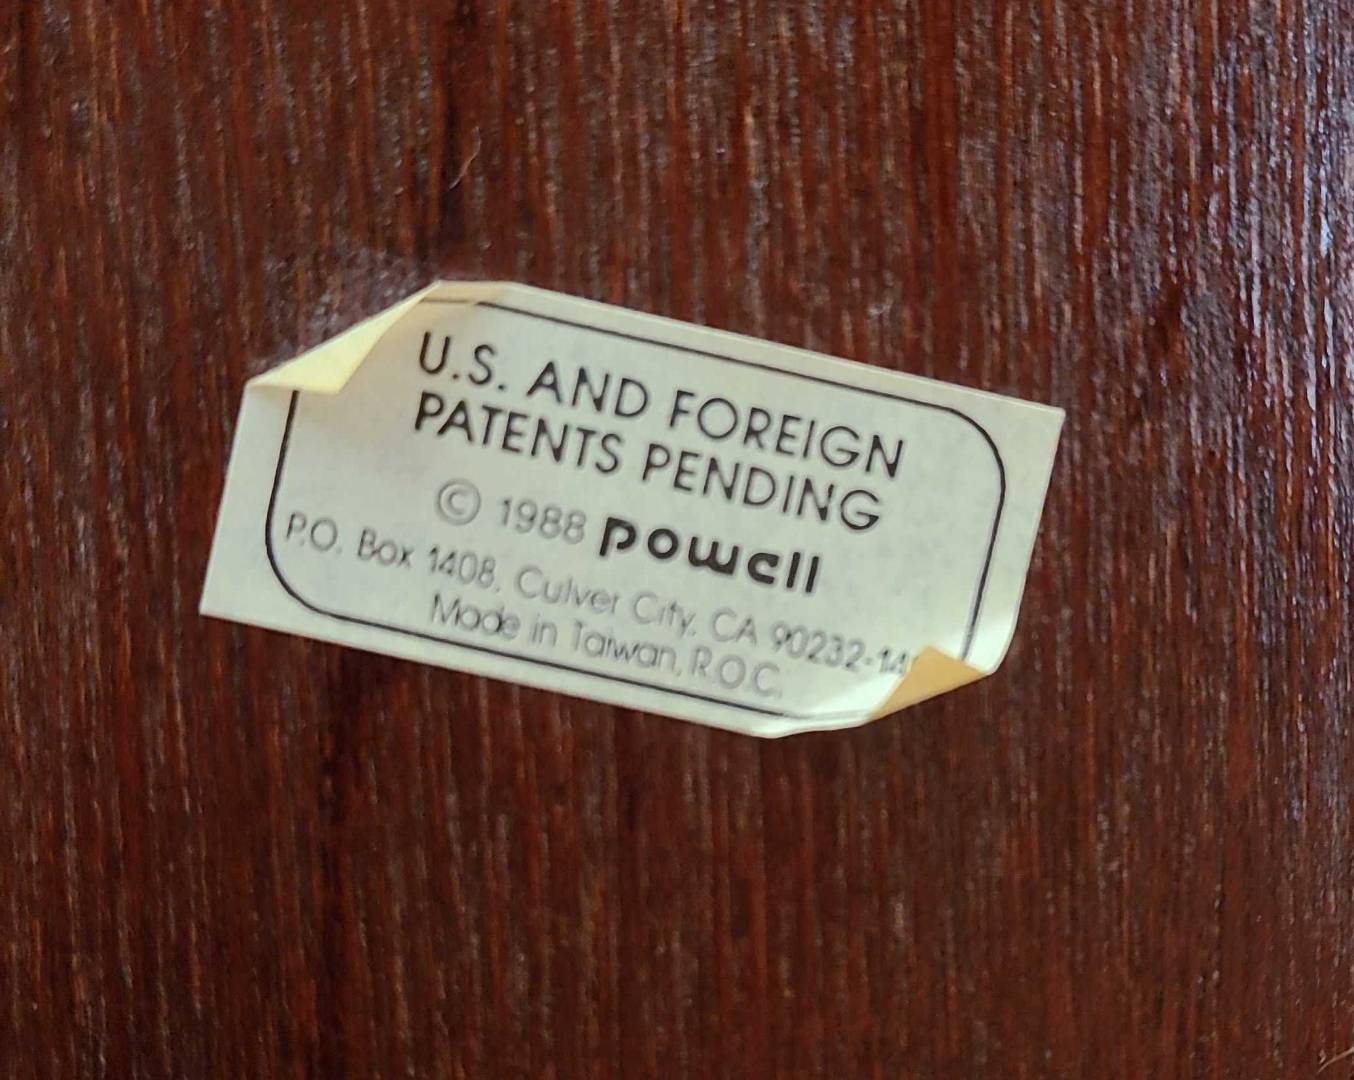 U.S. AND FOREIGN
PATENTS PENDING
© 1988 powell
P.O. Box 1408, Culver City, CA
Made in Taiwan, R.O.C.